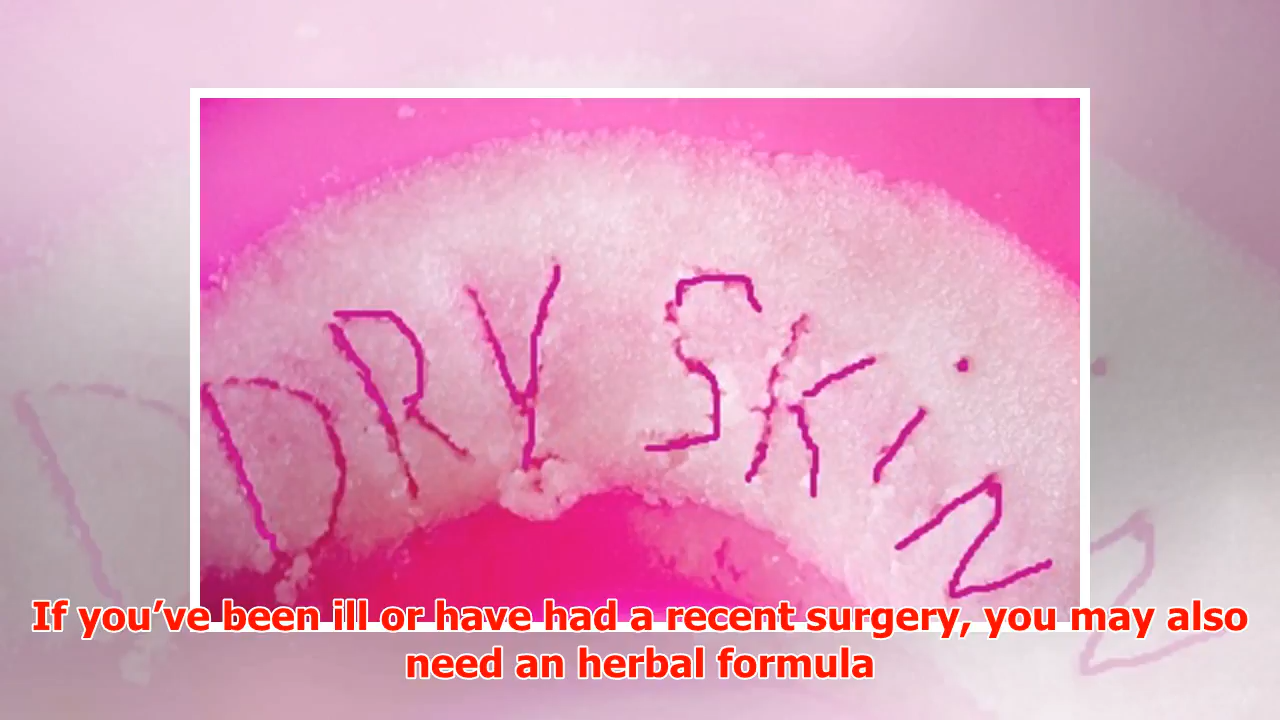 DRY SKiN
If you’ve been ill or have had a recent surgery, you may also
need an herbal formula